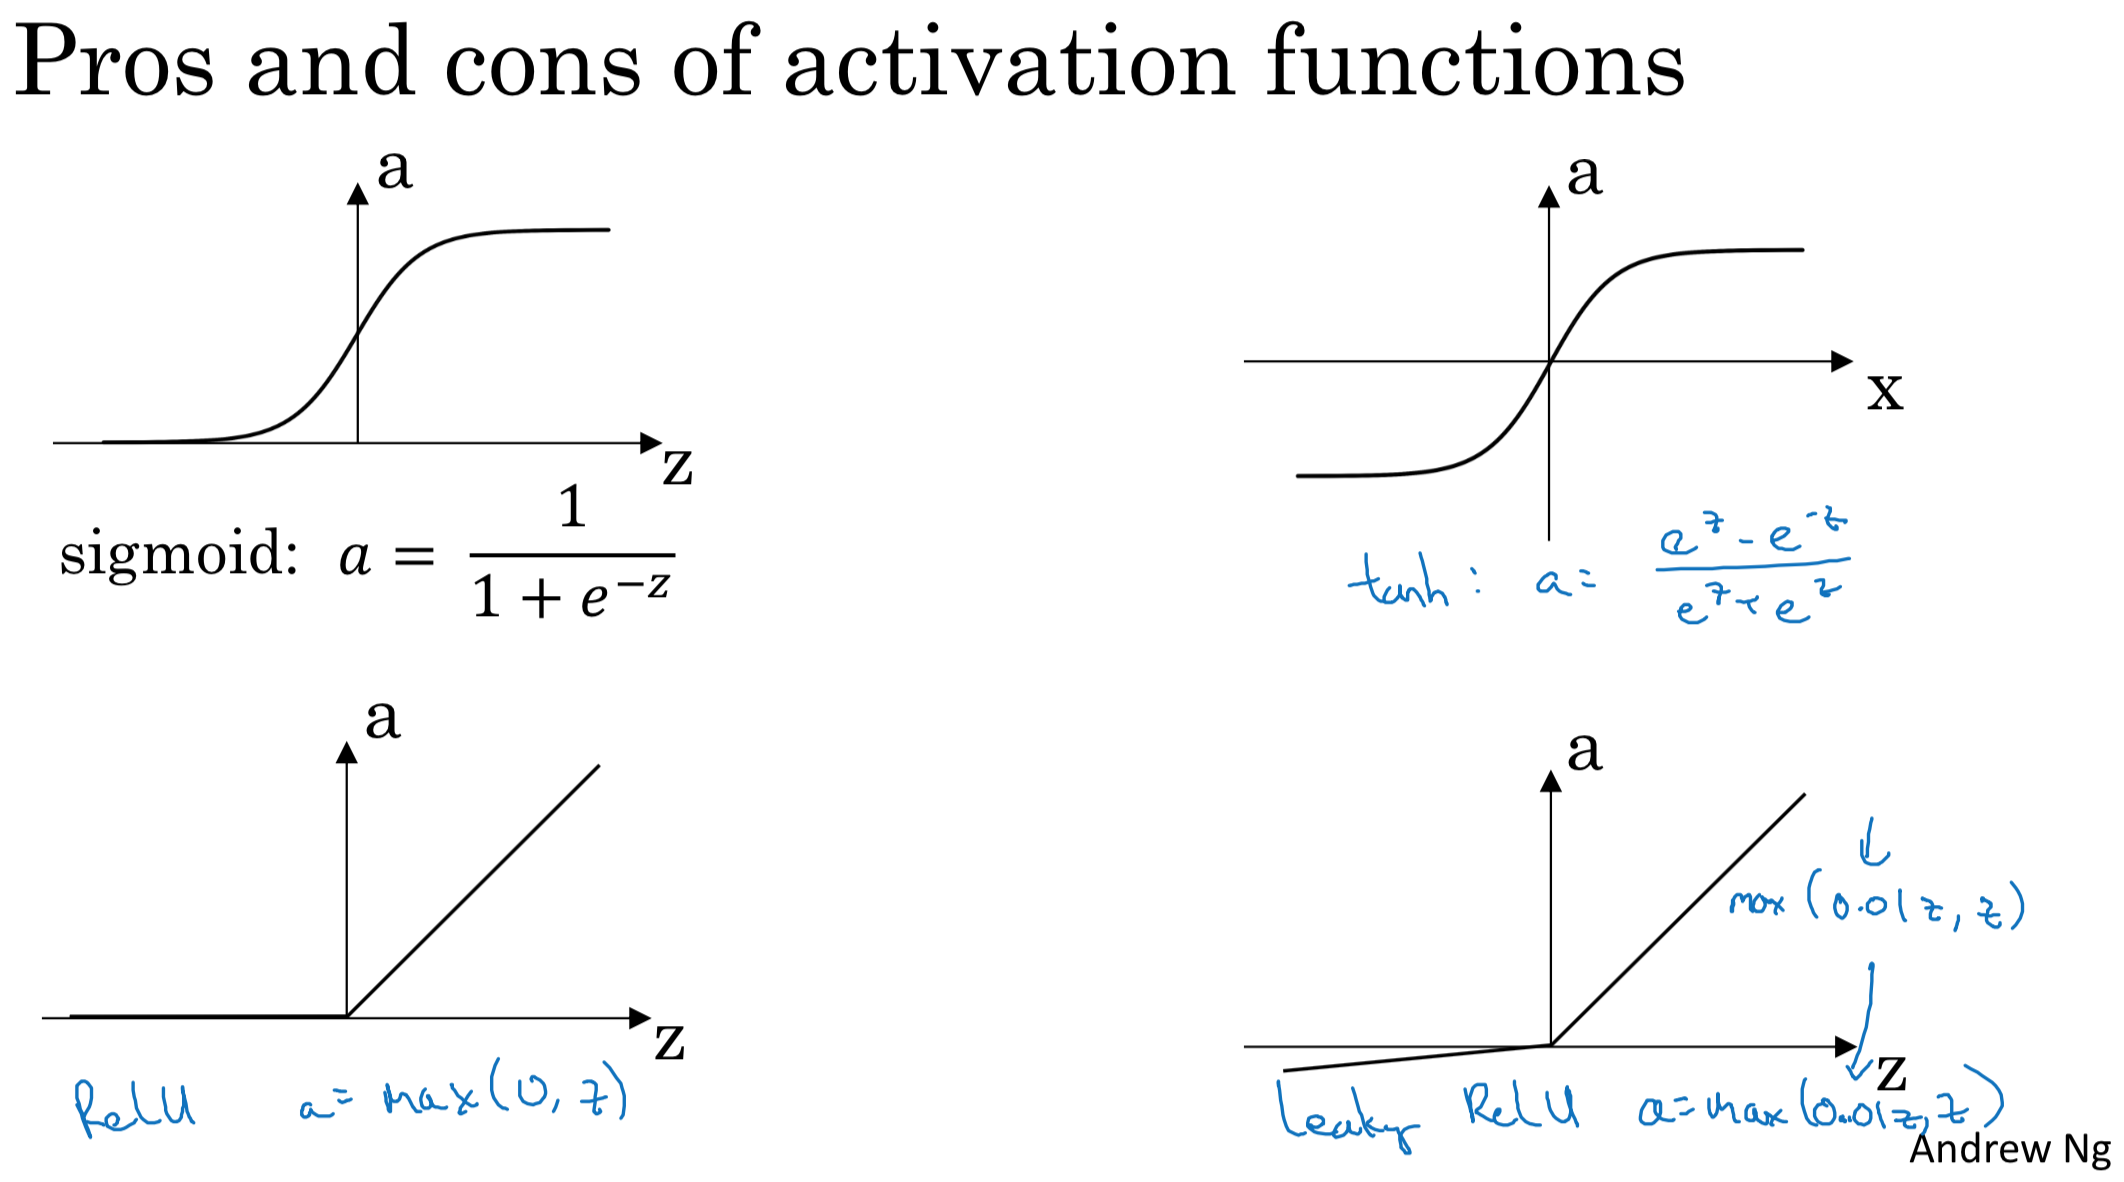 Pros and cons of activation functions
a
z
sigmoid: a = 1 / (1 + e^−z)
a
x
tanh: a = (e^z - e^-z) / (e^z + e^z)
a
z
ReLU a = max(0, z)
a
max(0.01z, z)
z
Leaky ReLU a = max(0.01z, z)
Andrew Ng